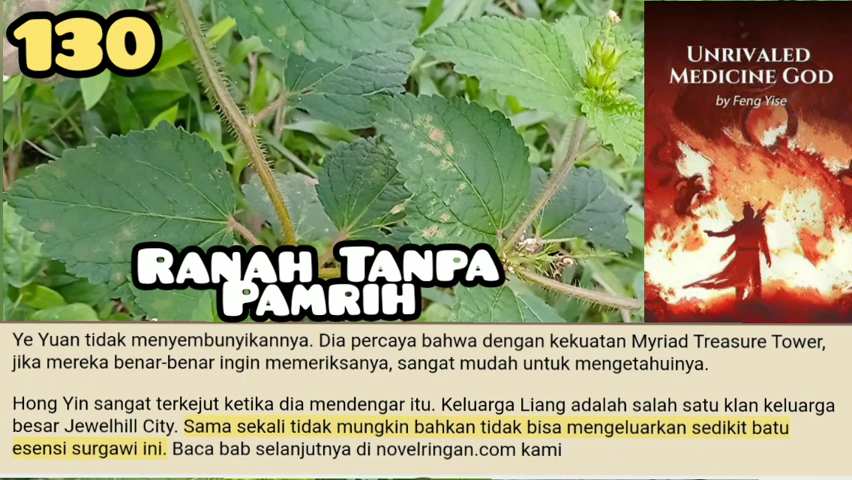 130
UNRIVALED
MEDICINE GOD
by Feng Yise
RANAH TANPA
PAMRIH
Ye Yuan tidak menyembunyikannya. Dia percaya bahwa dengan kekuatan Myriad Treasure Tower,
jika mereka benar-benar ingin memeriksanya, sangat mudah untuk mengetahuinya.
Hong Yin sangat terkejut ketika dia mendengar itu. Keluarga Liang adalah salah satu klan keluarga
besar Jewelhill City. Sama sekali tidak mungkin bahkan tidak bisa mengeluarkan sedikit batu
esensi surgawi ini. Baca bab selanjutnya di novelringan.com kami